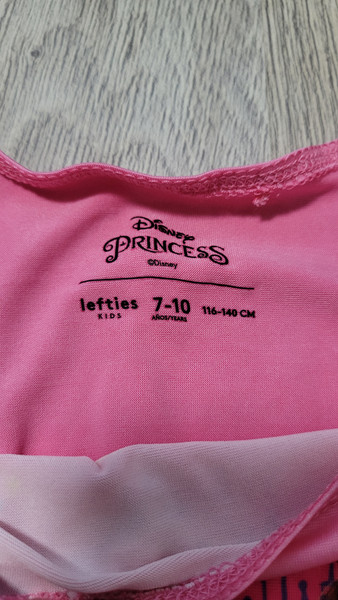 Disney
PRINCESS
©Disney
lefties 7-10 116-140 CM
KIDS AÑOS/YEARS